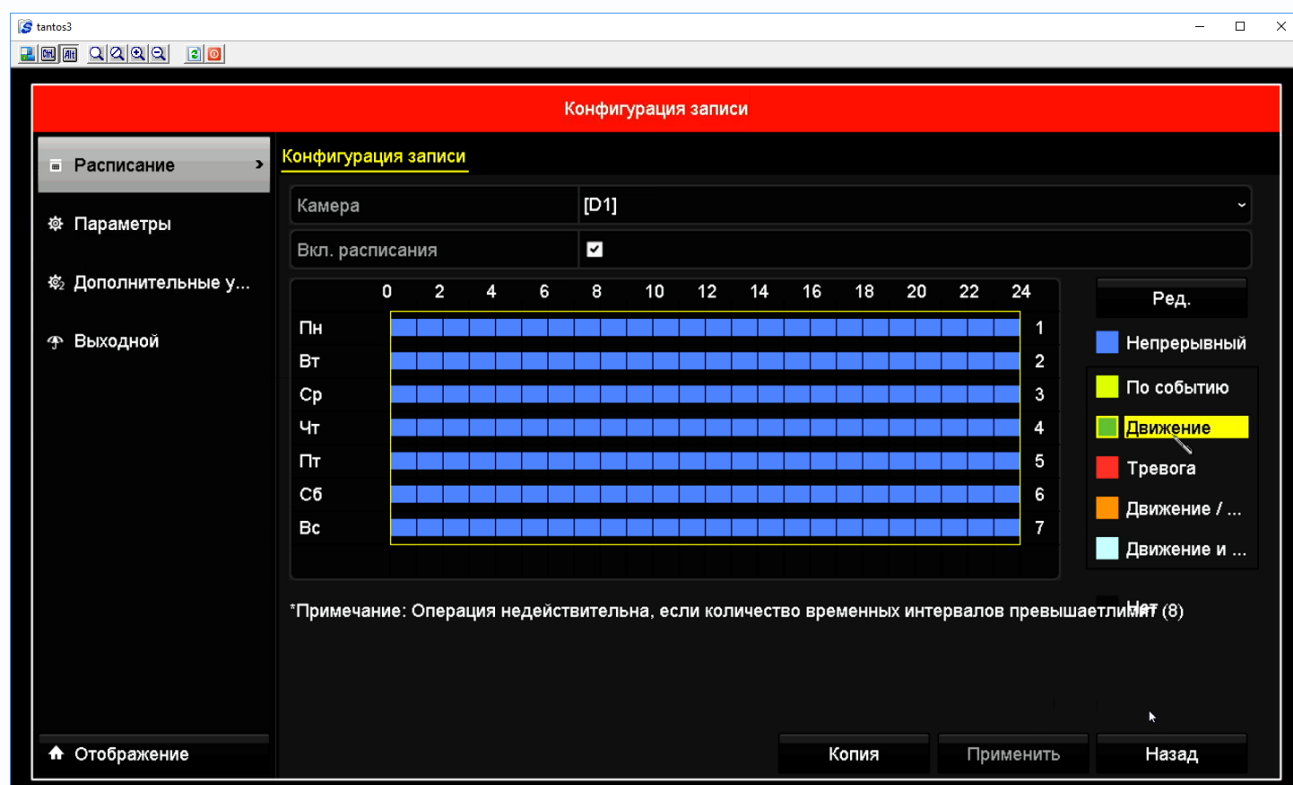 tantos3
Ctrl Alt
Конфигурация записи
Расписание
Параметры
Дополнительные у...
Выходной
Отображение
Конфигурация записи
Камера [D1]
Вкл. расписания
0 2 4 6 8 10 12 14 16 18 20 22 24
Пн 1
Вт 2
Ср 3
Чт 4
Пт 5
Сб 6
Вс 7
Ред.
Непрерывный
По событию
Движение
Тревога
Движение / ...
Движение и ...
Нет
*Примечание: Операция недействительна, если количество временных интервалов превышаетлимит (8)
Копия Применить Назад